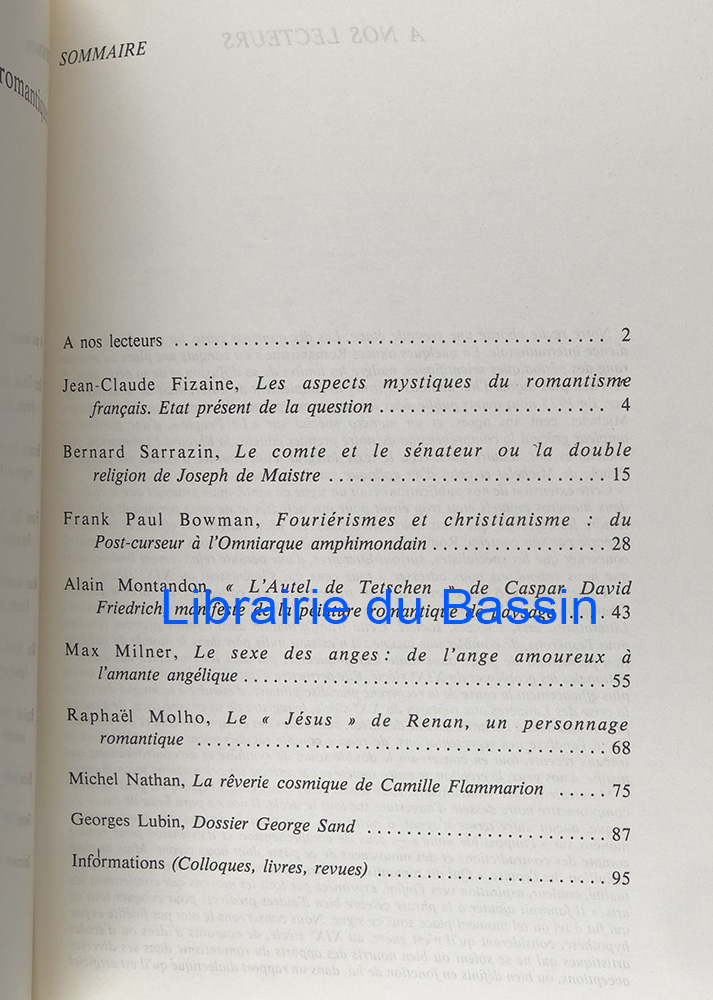 SOMMAIRE
romantique
A nos lecteurs ............................................. 2
Jean-Claude Fizaine, Les aspects mystiques du romantisme
français. Etat présent de la question ........................ 4
Bernard Sarrazin, Le comte et le sénateur ou la double
religion de Joseph de Maistre ............................. 15
Frank Paul Bowman, Fouriérismes et christianisme : du
Post-curseur à l'Omniarque amphimondain .................. 28
Alain Montandon, « L'Autel de Tetschen » de Caspar David
Friedrich, manifeste de la peinture romantique de paysage ..... 43
Librairie du Bassin
Max Milner, Le sexe des anges : de l'ange amoureux à
l'amante angélique ...................................... 55
Raphaël Molho, Le « Jésus » de Renan, un personnage
romantique .......................................... 68
Michel Nathan, La rêverie cosmique de Camille Flammarion ..... 75
Georges Lubin, Dossier George Sand ......................... 87
Informations (Colloques, livres, revues) ........................ 95